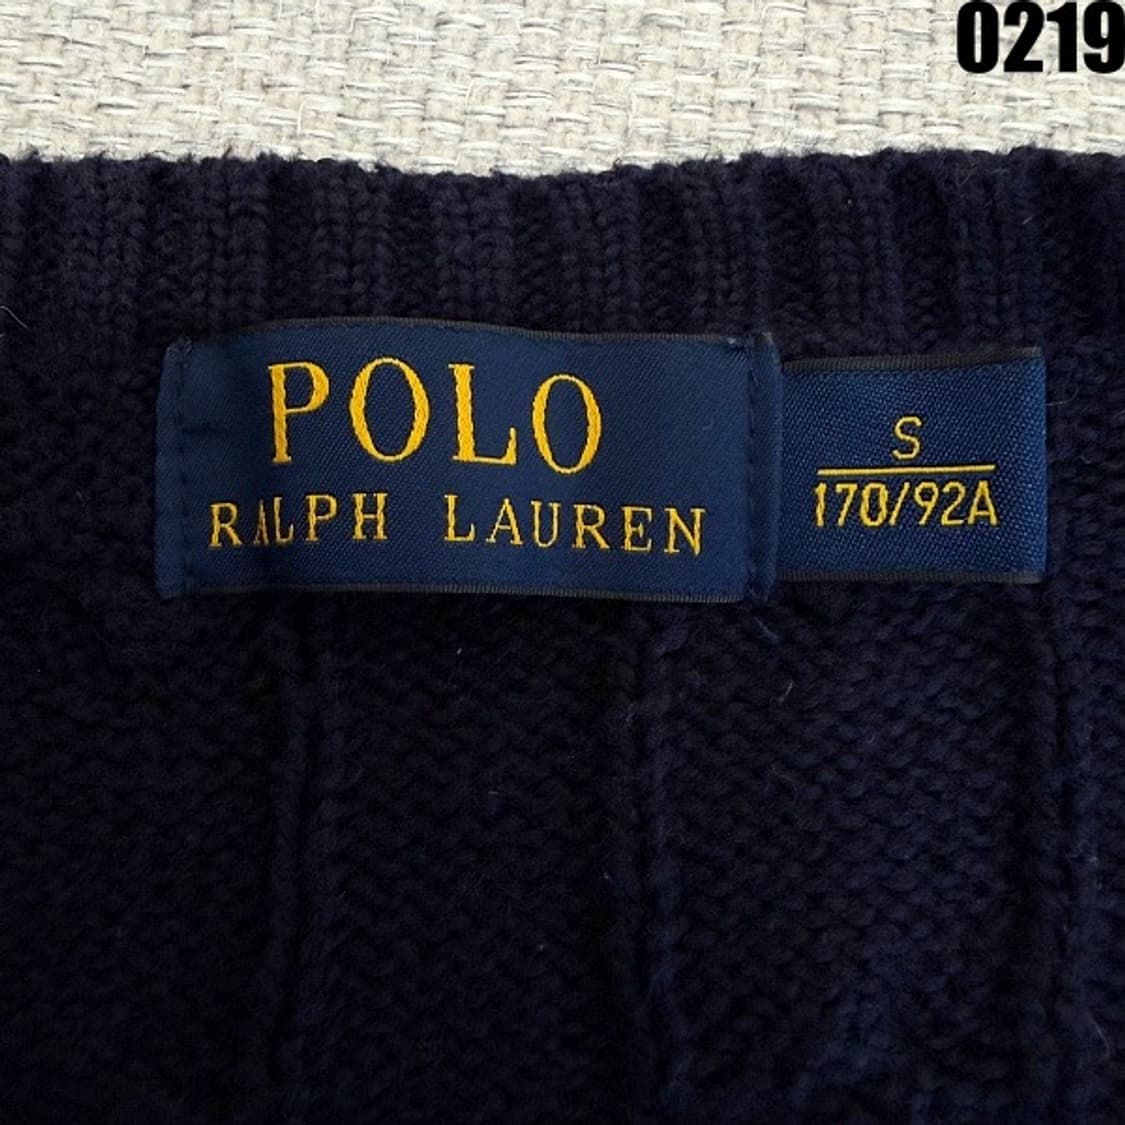 0219
POLO
RALPH LAUREN
S
170/92A